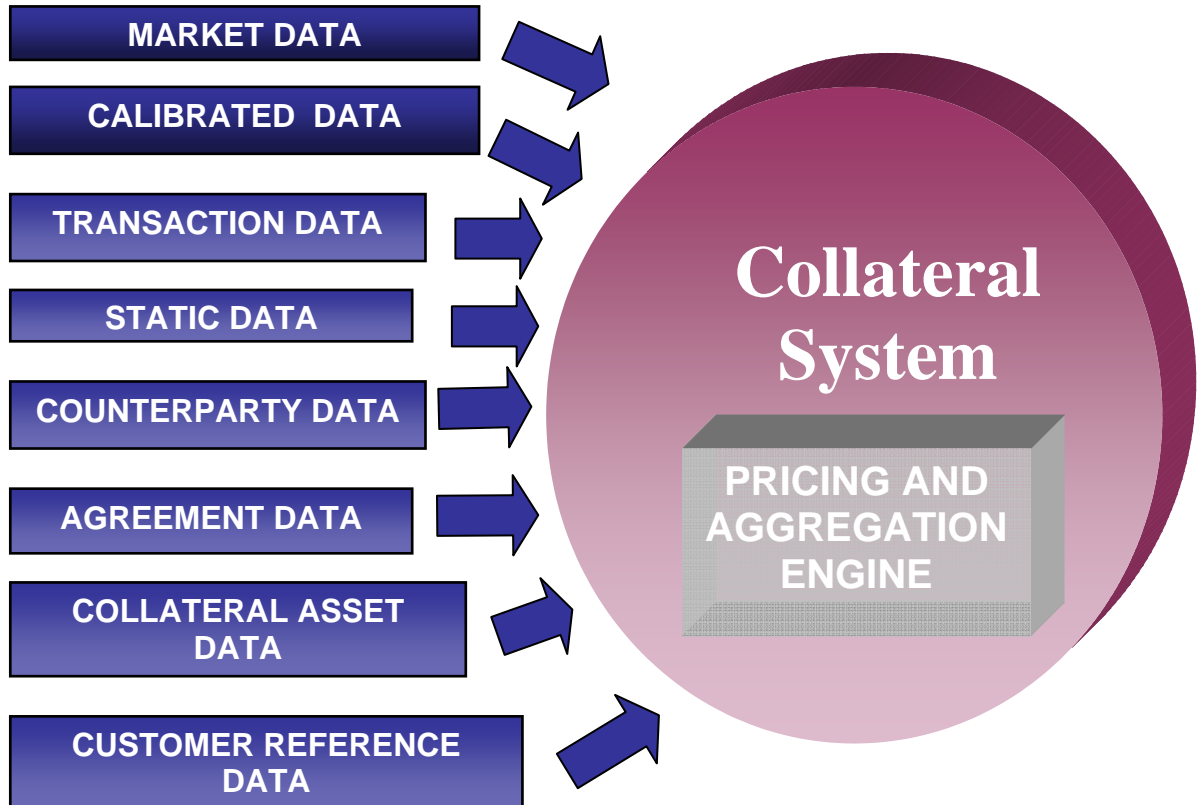 MARKET DATA
CALIBRATED DATA
TRANSACTION DATA
STATIC DATA
COUNTERPARTY DATA
AGREEMENT DATA
COLLATERAL ASSET
DATA
CUSTOMER REFERENCE
DATA
Collateral
System
PRICING AND
AGGREGATION
ENGINE